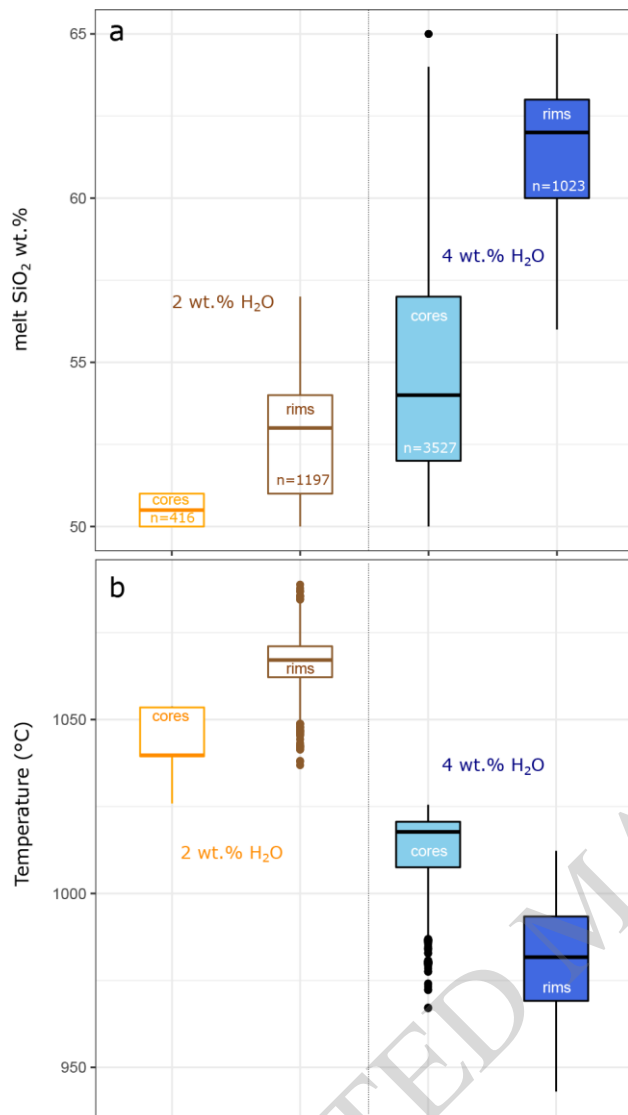 a
65
rims
n=1023
60
4 wt.% H₂O
2 wt.% H₂O
cores
55
rims
n=3527
n=1197
cores
n=416
50
melt SiO₂ wt.%
b
cores
rims
1050
4 wt.% H₂O
2 wt.% H₂O
cores
1000
rims
950
Temperature (°C)
TED M